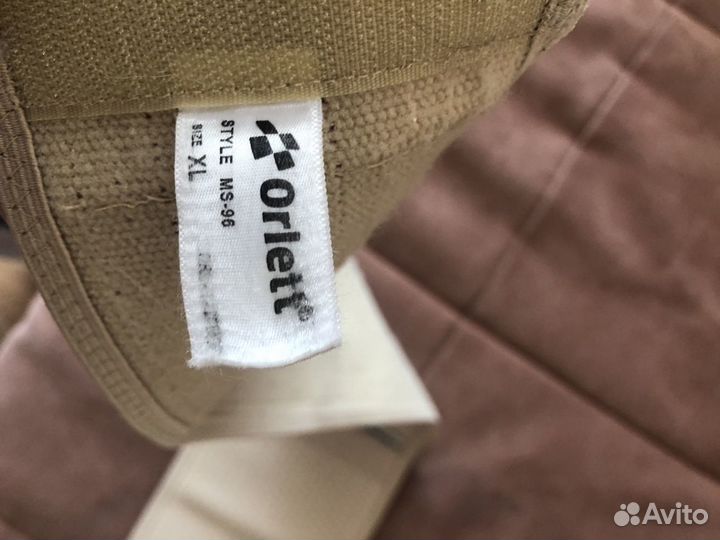 orlett®
STYLE MS-96
SIZE XL
Avito